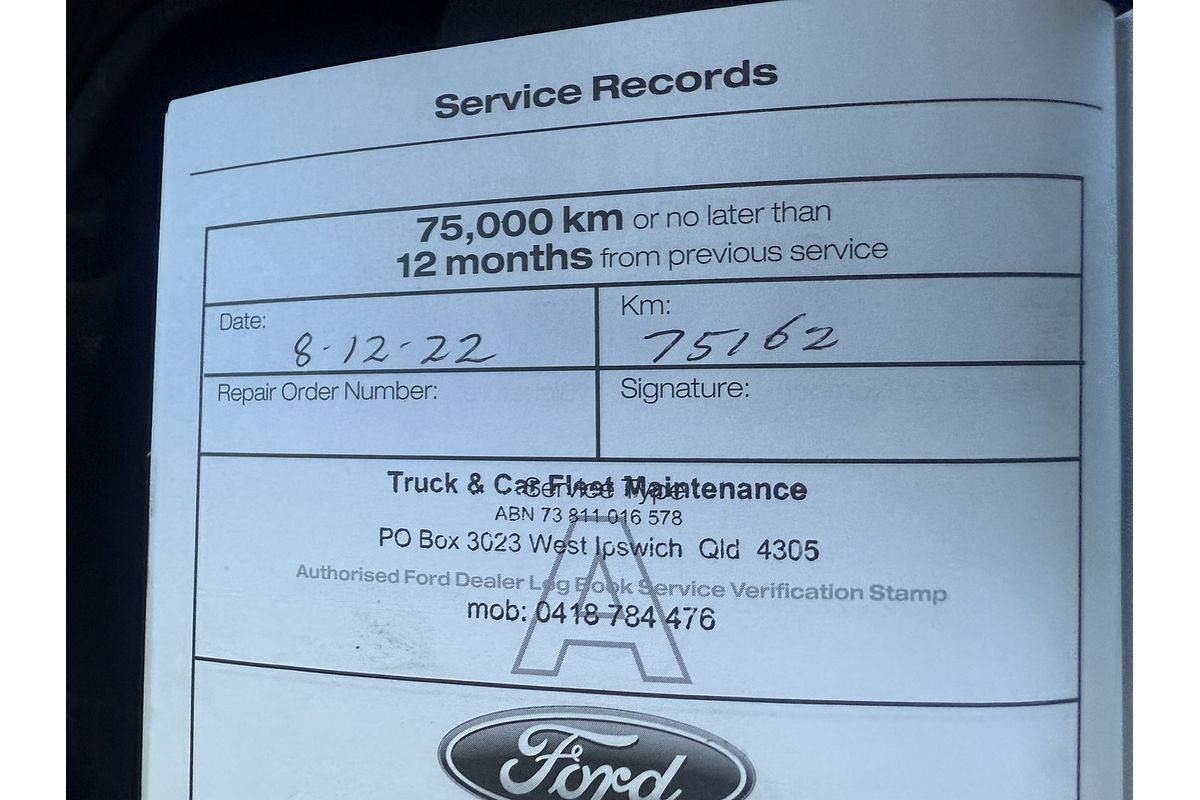 Service Records
75,000 km or no later than
12 months from previous service
Date:
8-12-22
Km:
75162
Repair Order Number:
Signature:
Service Type
Truck & Car Fleet Maintenance
ABN 73 811 016 578
PO Box 3023 West Ipswich Qld 4305
A
Authorised Ford Dealer Log Book Service Verification Stamp
mob: 0418 784 476
Ford